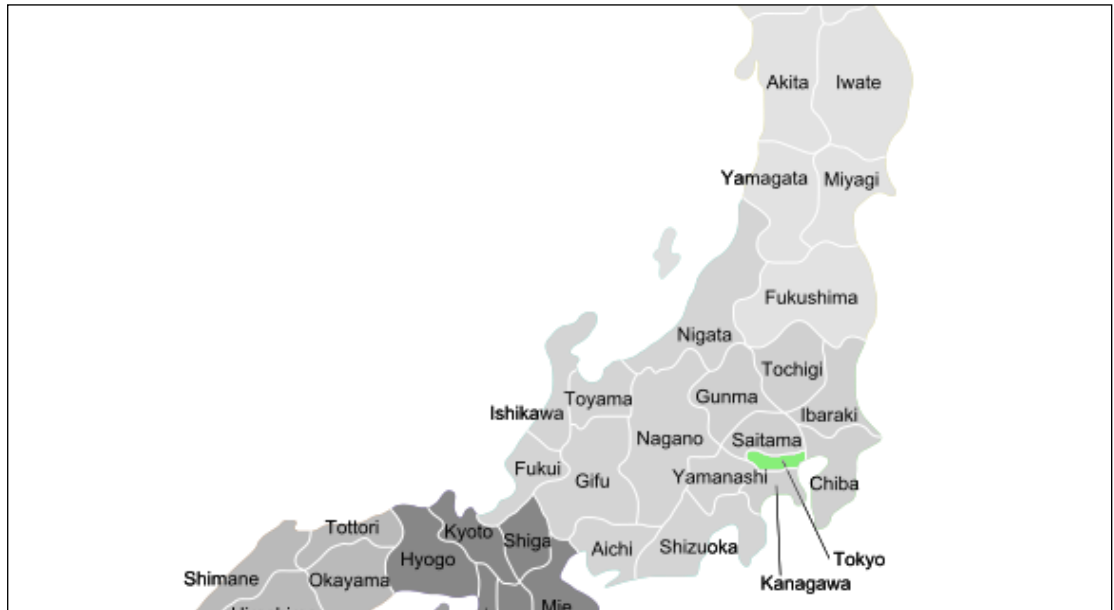 Akita
Iwate
Yamagata
Miyagi
Fukushima
Nigata
Tochigi
Gunma
Toyama
Ishikawa
Ibaraki
Nagano
Saitama
Fukui
Gifu
Yamanashi
Chiba
Tottori
Kyoto
Shiga
Aichi
Shizuoka
Hyogo
Tokyo
Shimane
Okayama
Kanagawa
Mie